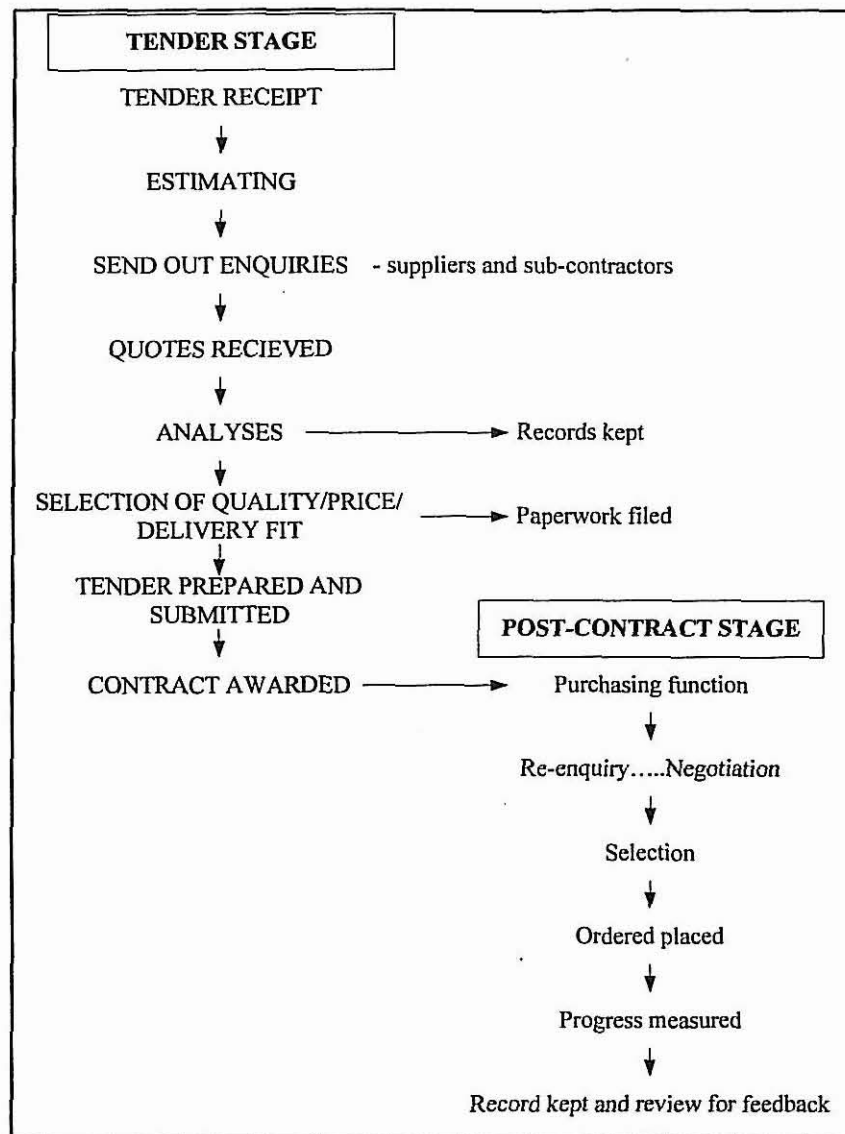 TENDER STAGE
TENDER RECEIPT
ESTIMATING
SEND OUT ENQUIRIES - suppliers and sub-contractors
QUOTES RECIEVED
ANALYSES
Records kept
SELECTION OF QUALITY/PRICE/
DELIVERY FIT
Paperwork filed
TENDER PREPARED AND
SUBMITTED
CONTRACT AWARDED
POST-CONTRACT STAGE
Purchasing function
Re-enquiry.....Negotiation
Selection
Ordered placed
Progress measured
Record kept and review for feedback